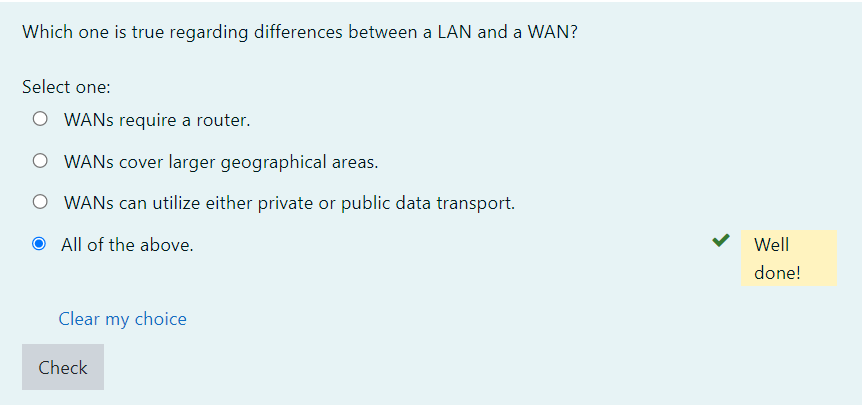 Which one is true regarding differences between a LAN and a WAN?
Select one:
WANs require a router.
WANs cover larger geographical areas.
WANs can utilize either private or public data transport.
All of the above.
Well
done!
Clear my choice
Check